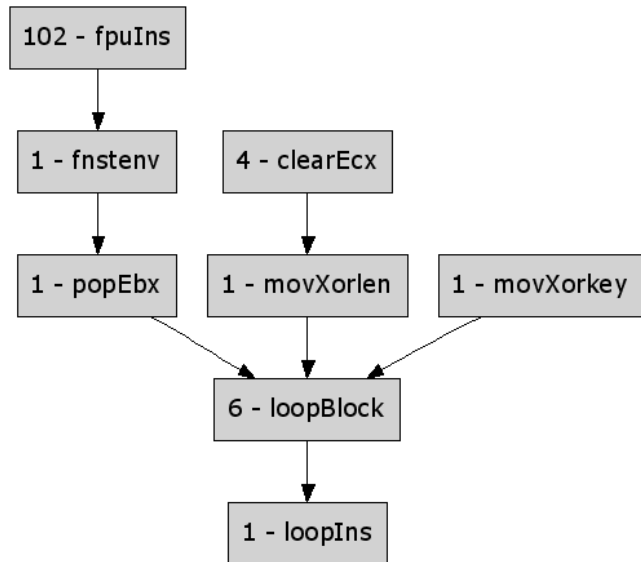 102 - fpuIns
1 - fnstenv
4 - clearEcx
1 - popEbx
1 - movXorlen
1 - movXorkey
6 - loopBlock
1 - loopIns